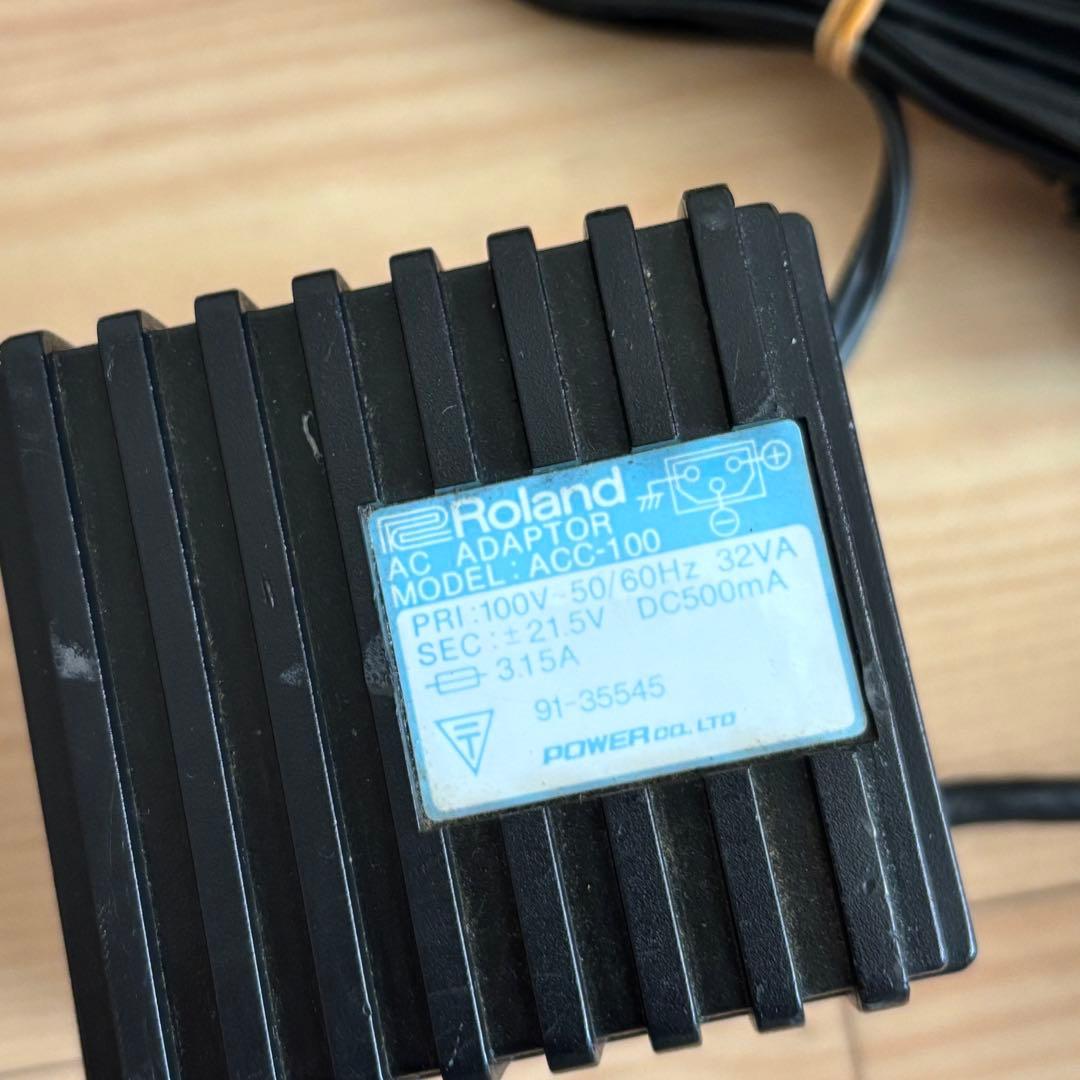 Roland
AC ADAPTOR
MODEL: ACC-100
PRI: 100V~50/60Hz 32VA
SEC: ±21.5V DC500mA
3.15A
91-35545
T
POWER CO., LTD
+
−